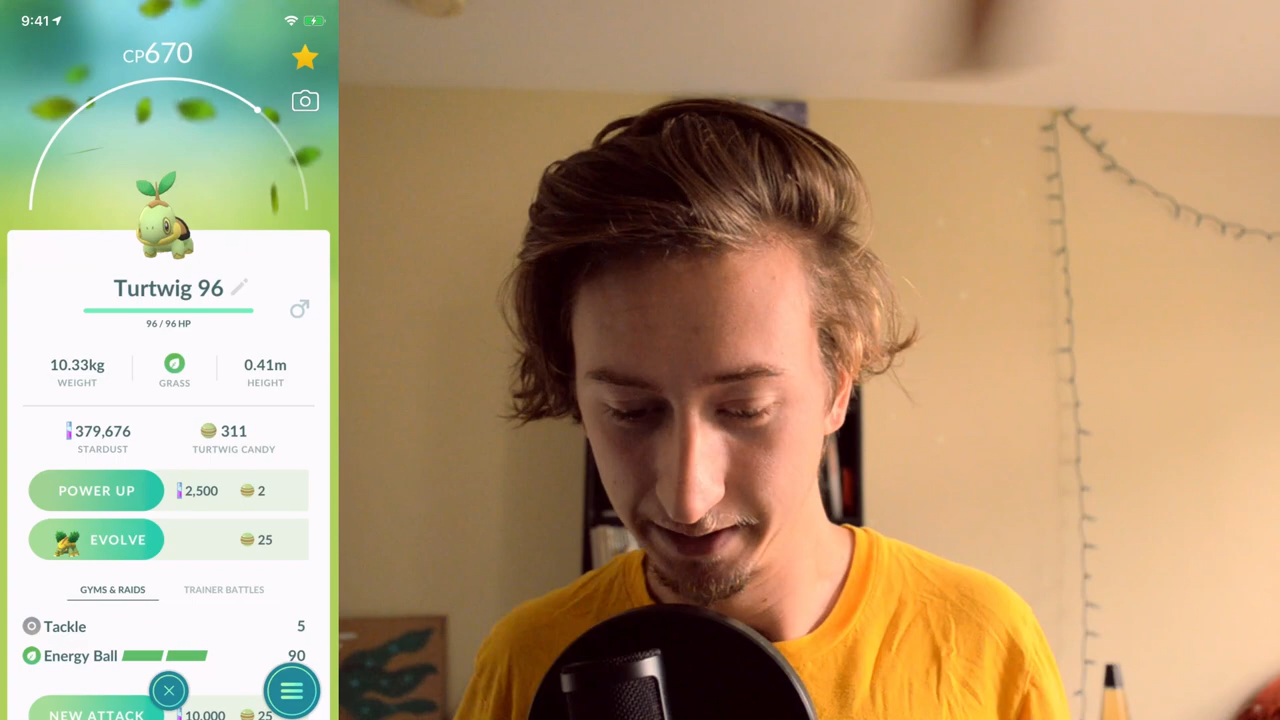 9:41
CP670
Turtwig 96
96 / 96 HP
10.33kg
WEIGHT
GRASS
0.41m
HEIGHT
379,676
STARDUST
311
TURTWIG CANDY
POWER UP 2,500 2
EVOLVE 25
GYMS & RAIDS TRAINER BATTLES
Tackle 5
Energy Ball 90
NEW ATTACK 10,000 25